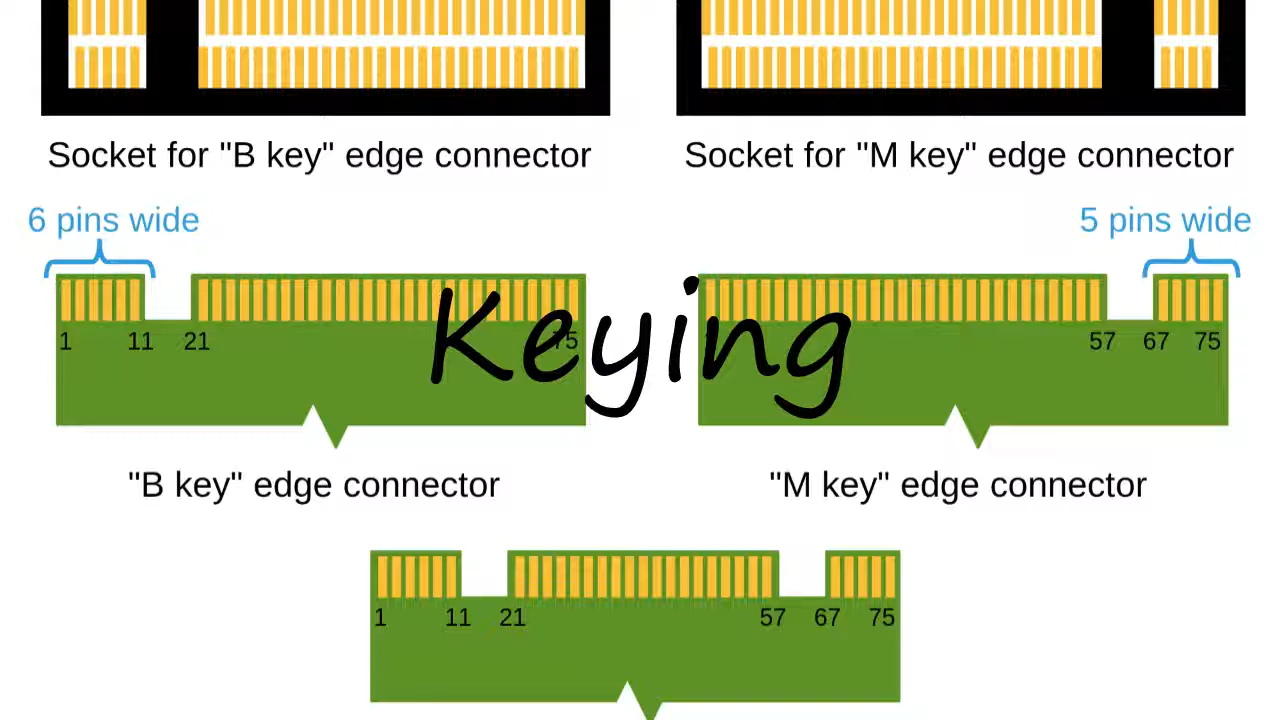 Socket for "B key" edge connector
Socket for "M key" edge connector
6 pins wide
5 pins wide
Keying
1 11 21 75
57 67 75
"B key" edge connector
"M key" edge connector
1 11 21 57 67 75